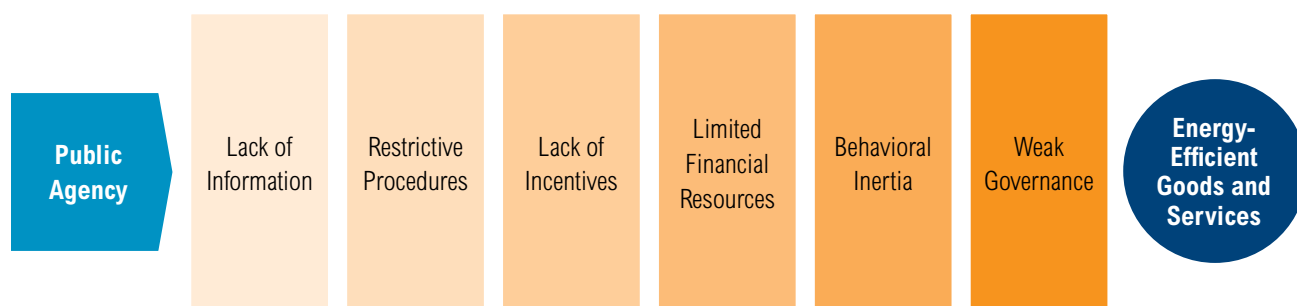 Public
Agency
Lack of
Information
Restrictive
Procedures
Lack of
Incentives
Limited
Financial
Resources
Behavioral
Inertia
Weak
Governance
Energy-
Efficient
Goods and
Services